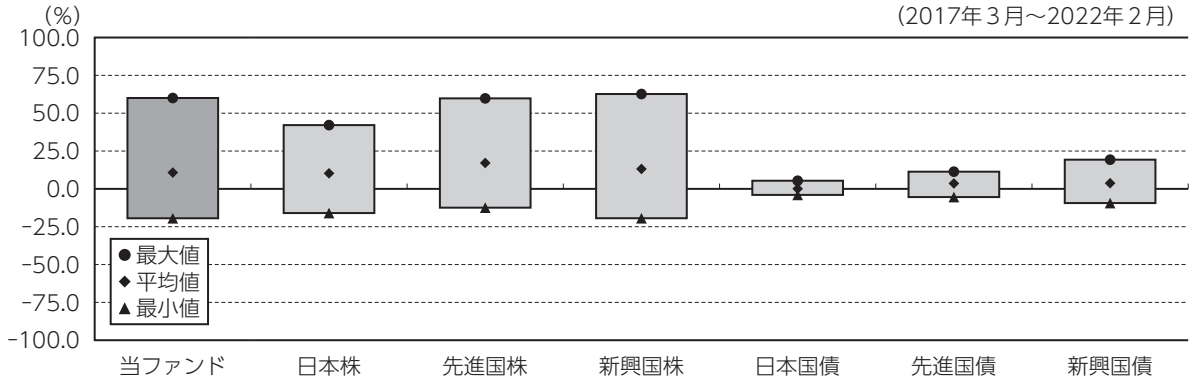 (%)
(2017年3月~2022年2月)
100.0
75.0
50.0
25.0
0.0
-25.0
-50.0
-75.0
-100.0
●最大値
◆平均値
▲最小値
当ファンド 日本株 先進国株 新興国株 日本国債 先進国債 新興国債